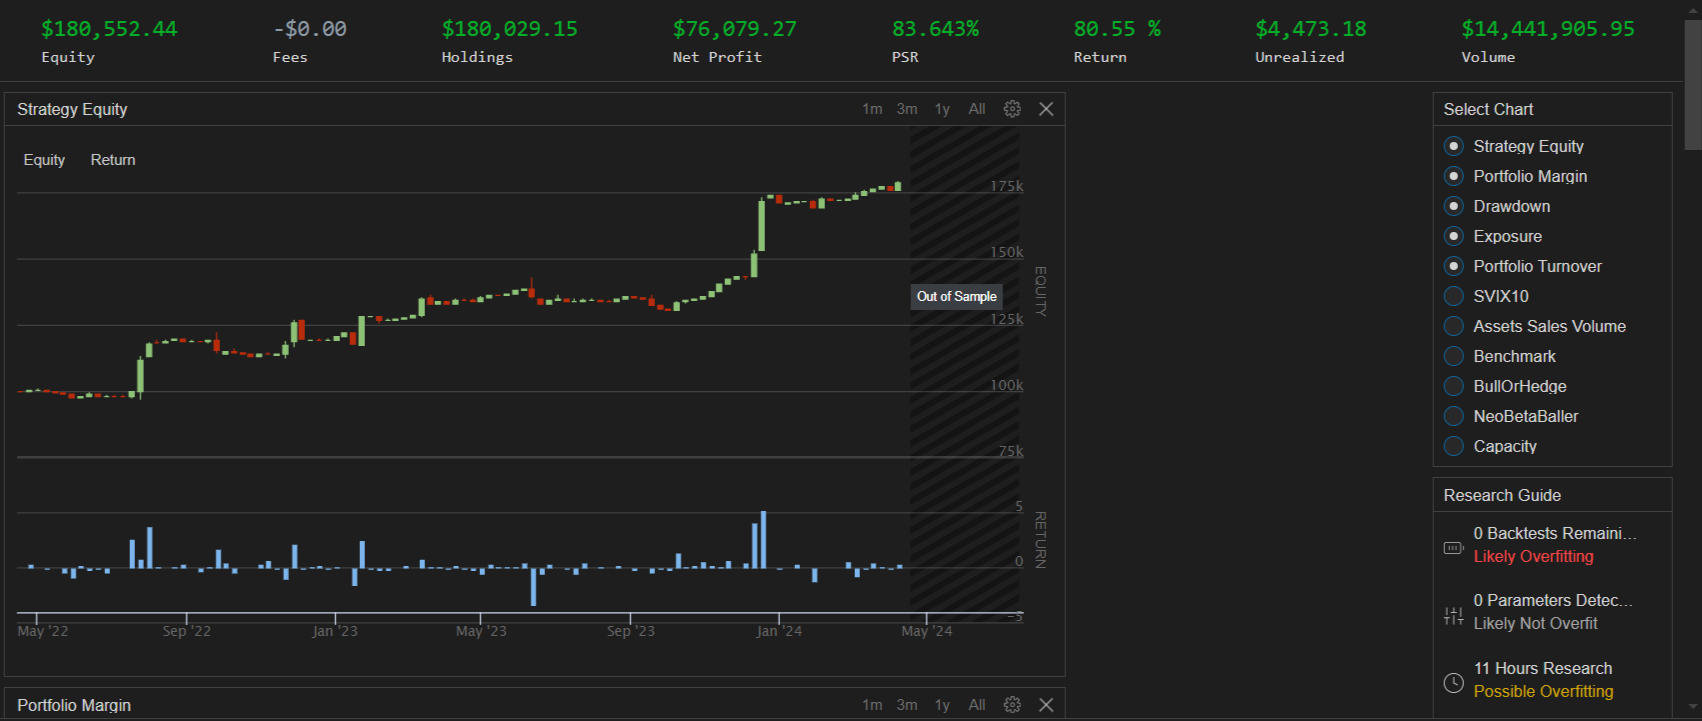 $180,552.44 -$0.00 $180,029.15 $76,079.27 83.643% 80.55 % $4,473.18 $14,441,905.95
Equity Fees Holdings Net Profit PSR Return Unrealized Volume
Strategy Equity 1m 3m 1y All
Equity Return
175k
150k
125k
100k
75k
EQUITY
Out of Sample
5
0
-5
RETURN
May '22 Sep '22 Jan '23 May '23 Sep '23 Jan '24 May '24
Portfolio Margin 1m 3m 1y All
Select Chart
Strategy Equity
Portfolio Margin
Drawdown
Exposure
Portfolio Turnover
SVIX10
Assets Sales Volume
Benchmark
BullOrHedge
NeoBetaBaller
Capacity
Research Guide
0 Backtests Remaini...
Likely Overfitting
0 Parameters Detec...
Likely Not Overfit
11 Hours Research
Possible Overfitting